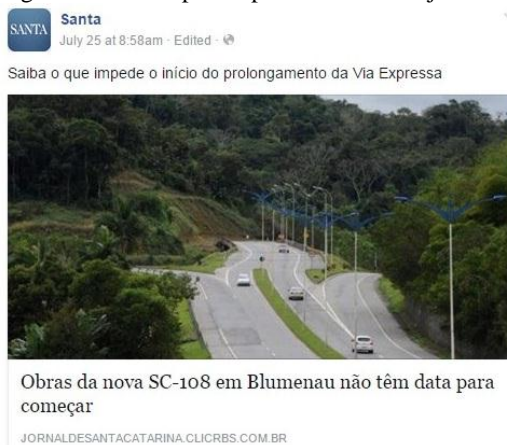 SANTA
Santa
July 25 at 8:58am · Edited ·
Saiba o que impede o início do prolongamento da Via Expressa
Obras da nova SC-108 em Blumenau não têm data para
começar
JORNALDESANTACATARINA.CLICRBS.COM.BR